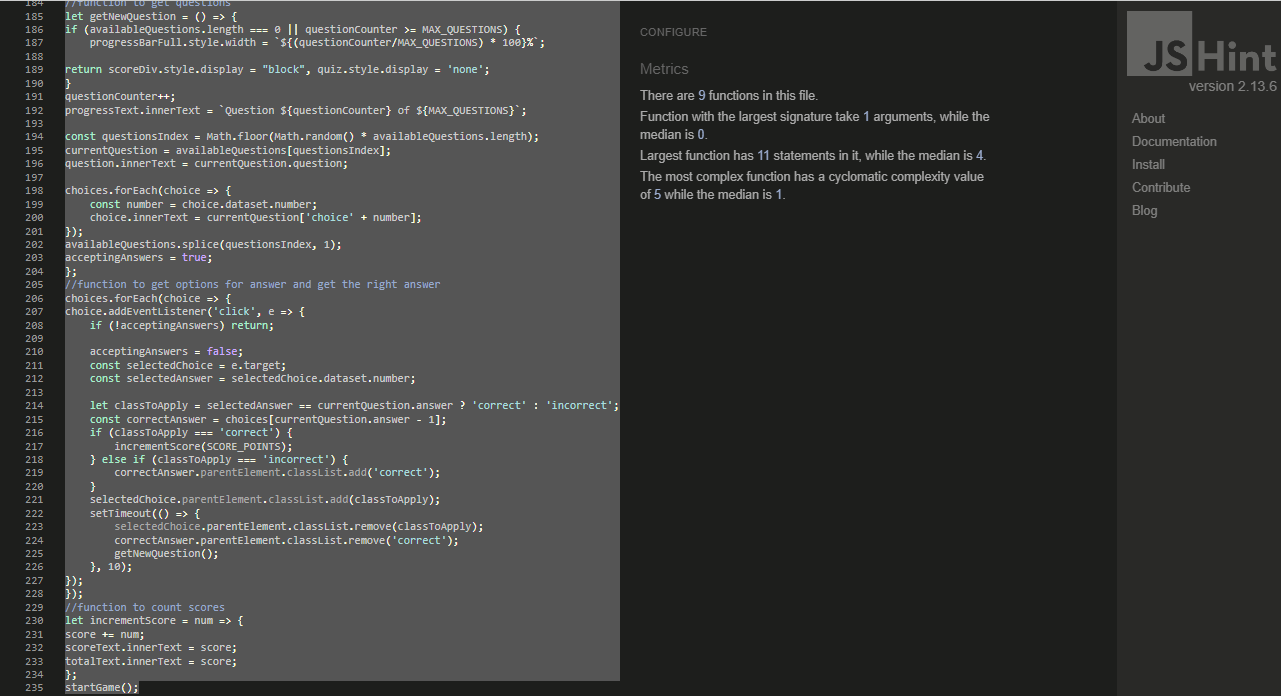 184 //function to get questions
185 let getNewQuestion = () => {
186 if (availableQuestions.length === 0 || questionCounter >= MAX_QUESTIONS) {
187     progressBarFull.style.width = `${(questionCounter/MAX_QUESTIONS) * 100}%`;
188
189 return scoreDiv.style.display = "block", quiz.style.display = 'none';
190 }
191 questionCounter++;
192 progressText.innerText = `Question ${questionCounter} of ${MAX_QUESTIONS}`;
193
194 const questionsIndex = Math.floor(Math.random() * availableQuestions.length);
195 currentQuestion = availableQuestions[questionsIndex];
196 question.innerText = currentQuestion.question;
197
198 choices.forEach(choice => {
199     const number = choice.dataset.number;
200     choice.innerText = currentQuestion['choice' + number];
201 });
202 availableQuestions.splice(questionsIndex, 1);
203 acceptingAnswers = true;
204 };
205 //function to get options for answer and get the right answer
206 choices.forEach(choice => {
207 choice.addEventListener('click', e => {
208     if (!acceptingAnswers) return;
209
210     acceptingAnswers = false;
211     const selectedChoice = e.target;
212     const selectedAnswer = selectedChoice.dataset.number;
213
214     let classToApply = selectedAnswer == currentQuestion.answer ? 'correct' : 'incorrect';
215     const correctAnswer = choices[currentQuestion.answer - 1];
216     if (classToApply === 'correct') {
217         incrementScore(SCORE_POINTS);
218     } else if (classToApply === 'incorrect') {
219         correctAnswer.parentElement.classList.add('correct');
220     }
221     selectedChoice.parentElement.classList.add(classToApply);
222     setTimeout(() => {
223         selectedChoice.parentElement.classList.remove(classToApply);
224         correctAnswer.parentElement.classList.remove('correct');
225         getNewQuestion();
226     }, 10);
227 });
228 });
229 //function to count scores
230 let incrementScore = num => {
231 score += num;
232 scoreText.innerText = score;
233 totalText.innerText = score;
234 };
235 startGame();
CONFIGURE
Metrics
There are 9 functions in this file.
Function with the largest signature take 1 arguments, while the
median is 0.
Largest function has 11 statements in it, while the median is 4.
The most complex function has a cyclomatic complexity value
of 5 while the median is 1.
JSHint
version 2.13.6
About
Documentation
Install
Contribute
Blog